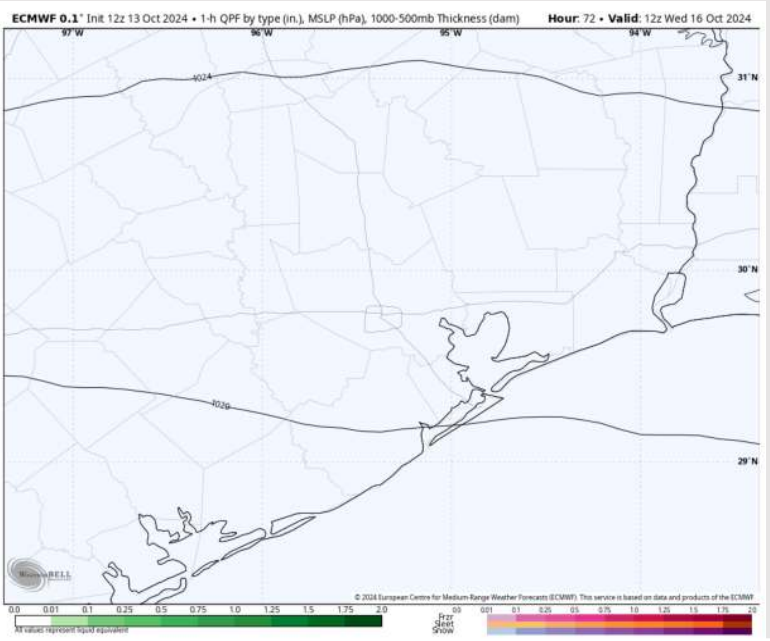 ECMWF 0.1° Init 12z 13 Oct 2024 • 1-h QPF by type (in.), MSLP (hPa), 1000-500mb Thickness (dam) Hour: 72 • Valid: 12z Wed 16 Oct 2024
97°W 96°W 95°W 94°W
1024
31°N
30°N
1020
29°N
WeatherBELL
© 2024 European Centre for Medium-Range Weather Forecasts (ECMWF). This service is based on data and products of the ECMWF
0.0 0.01 0.1 0.25 0.5 0.75 1.0 1.25 1.5 1.75 2.0
All values represent liquid equivalent
0.0 0.01 0.1 0.25 0.5 0.75 1.0 1.25 1.5 1.75 2.0
Frzr
Sleet
Snow